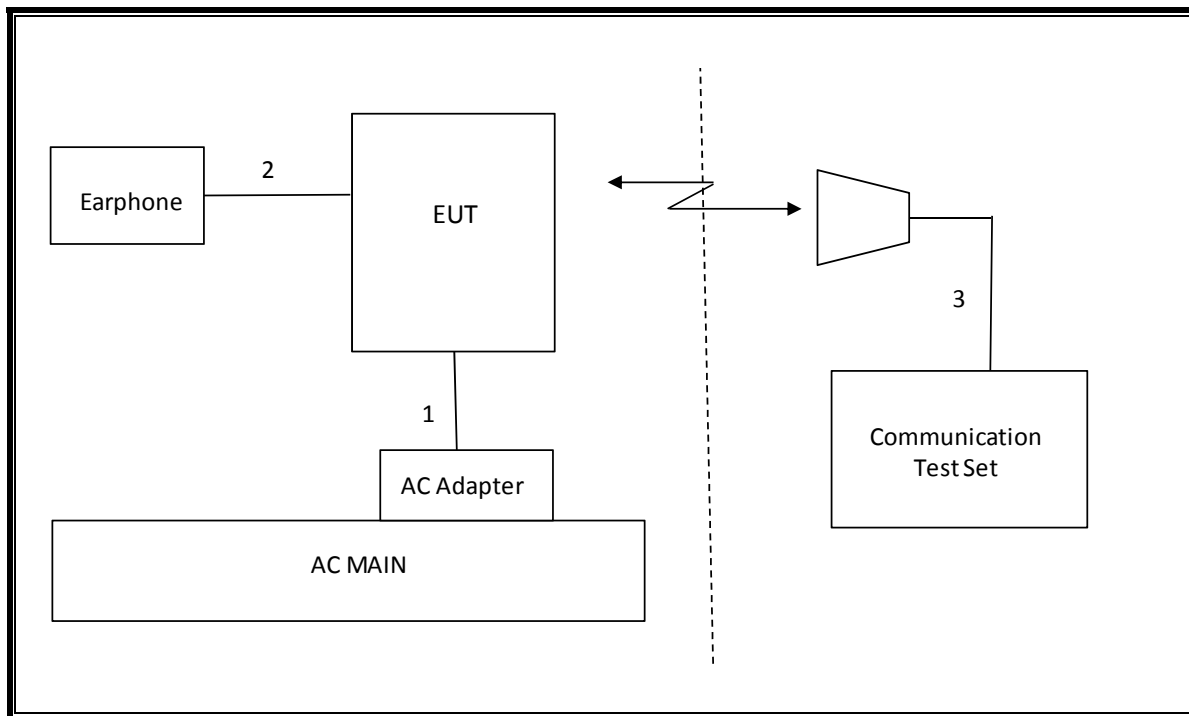 2
Earphone
EUT
3
1
Communication
Test Set
AC Adapter
AC MAIN